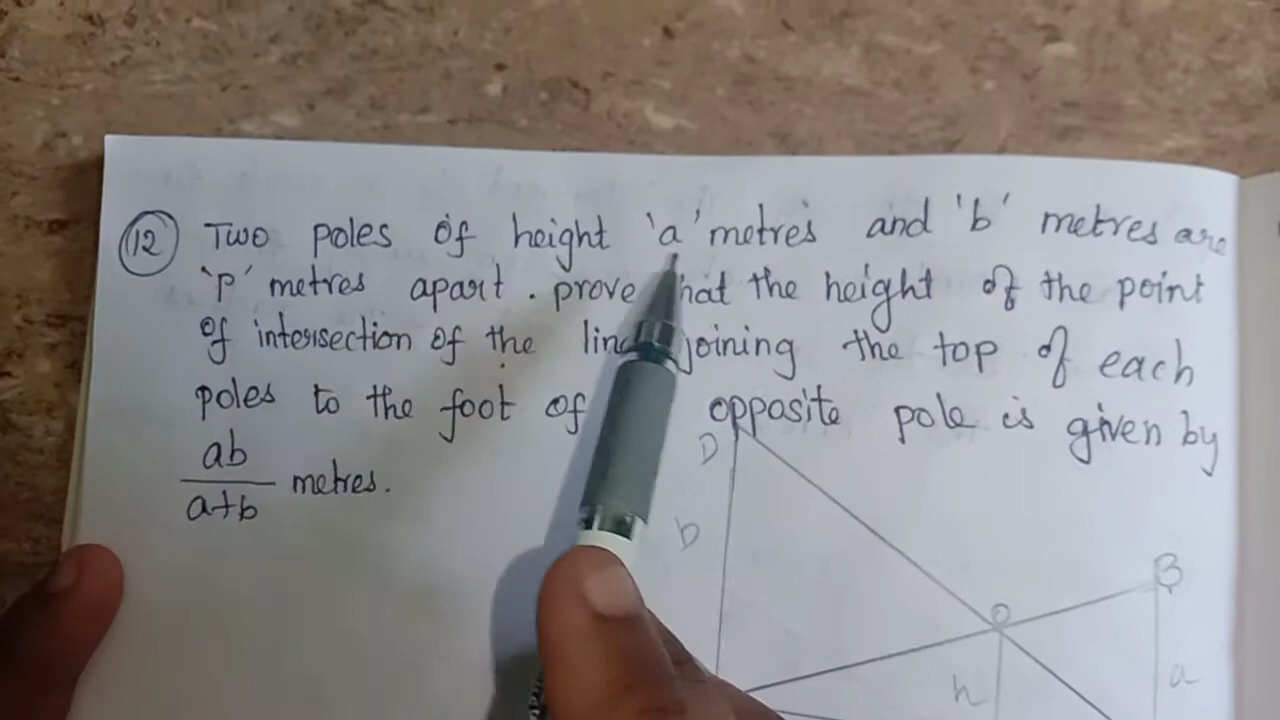 12 Two poles of height 'a' metres and 'b' metres are
'p' metres apart. prove that the height of the point
of intersection of the line joining the top of each
poles to the foot of opposite pole is given by
ab
a+b metres.
D
b
B
O
h
a